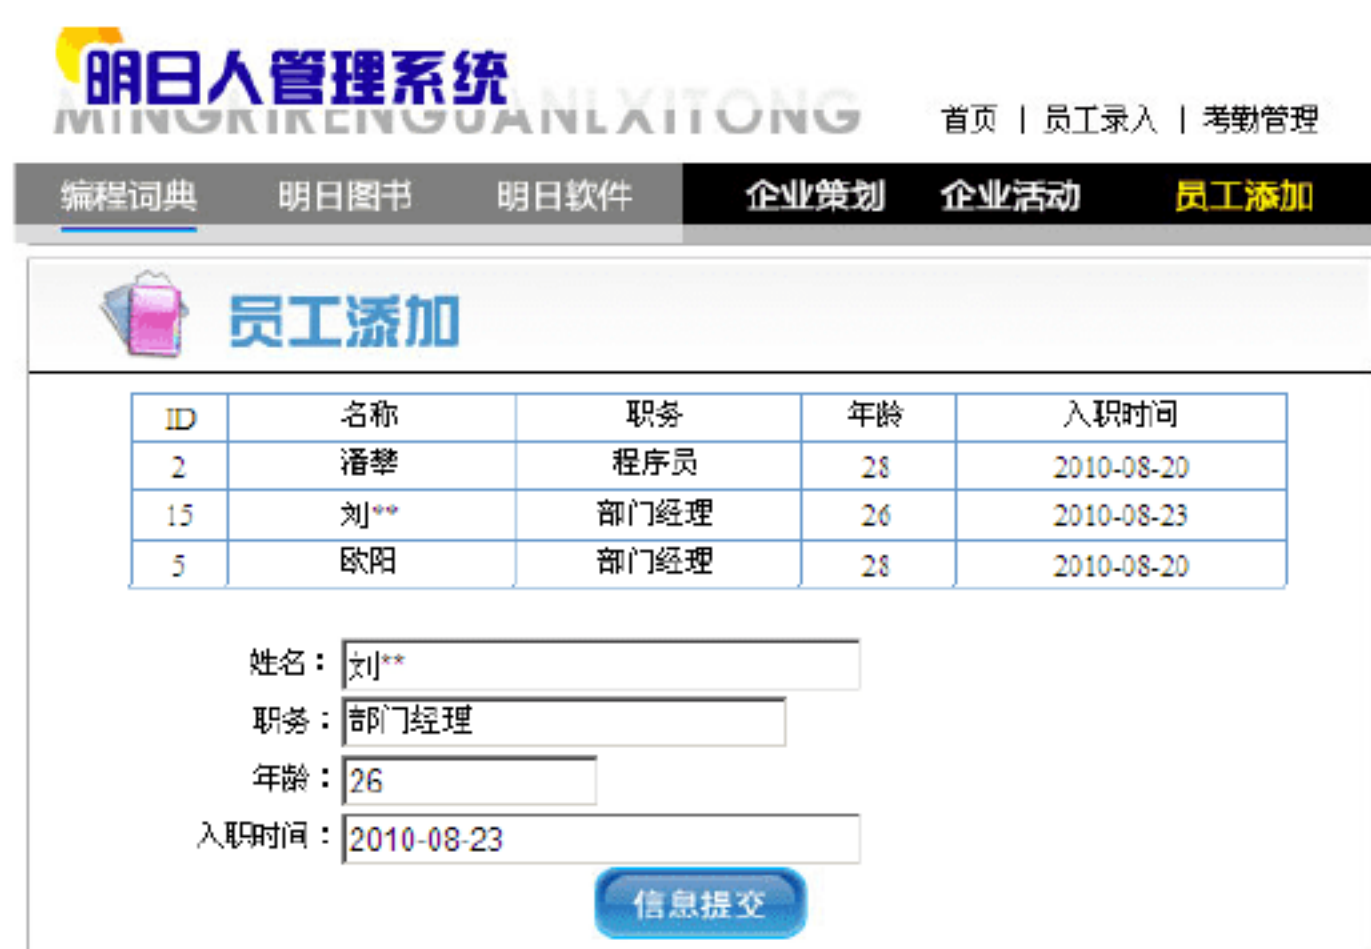 明日人管理系统
MINGRIRENGUANLXITONG
首页 | 员工录入 | 考勤管理
编程词典 明日图书 明日软件 企业策划 企业活动 员工添加
员工添加
ID 名称 职务 年龄 入职时间
2 潘攀 程序员 28 2010-08-20
15 刘** 部门经理 26 2010-08-23
5 欧阳 部门经理 28 2010-08-20
姓名：刘**
职务：部门经理
年龄：26
入职时间：2010-08-23
信息提交